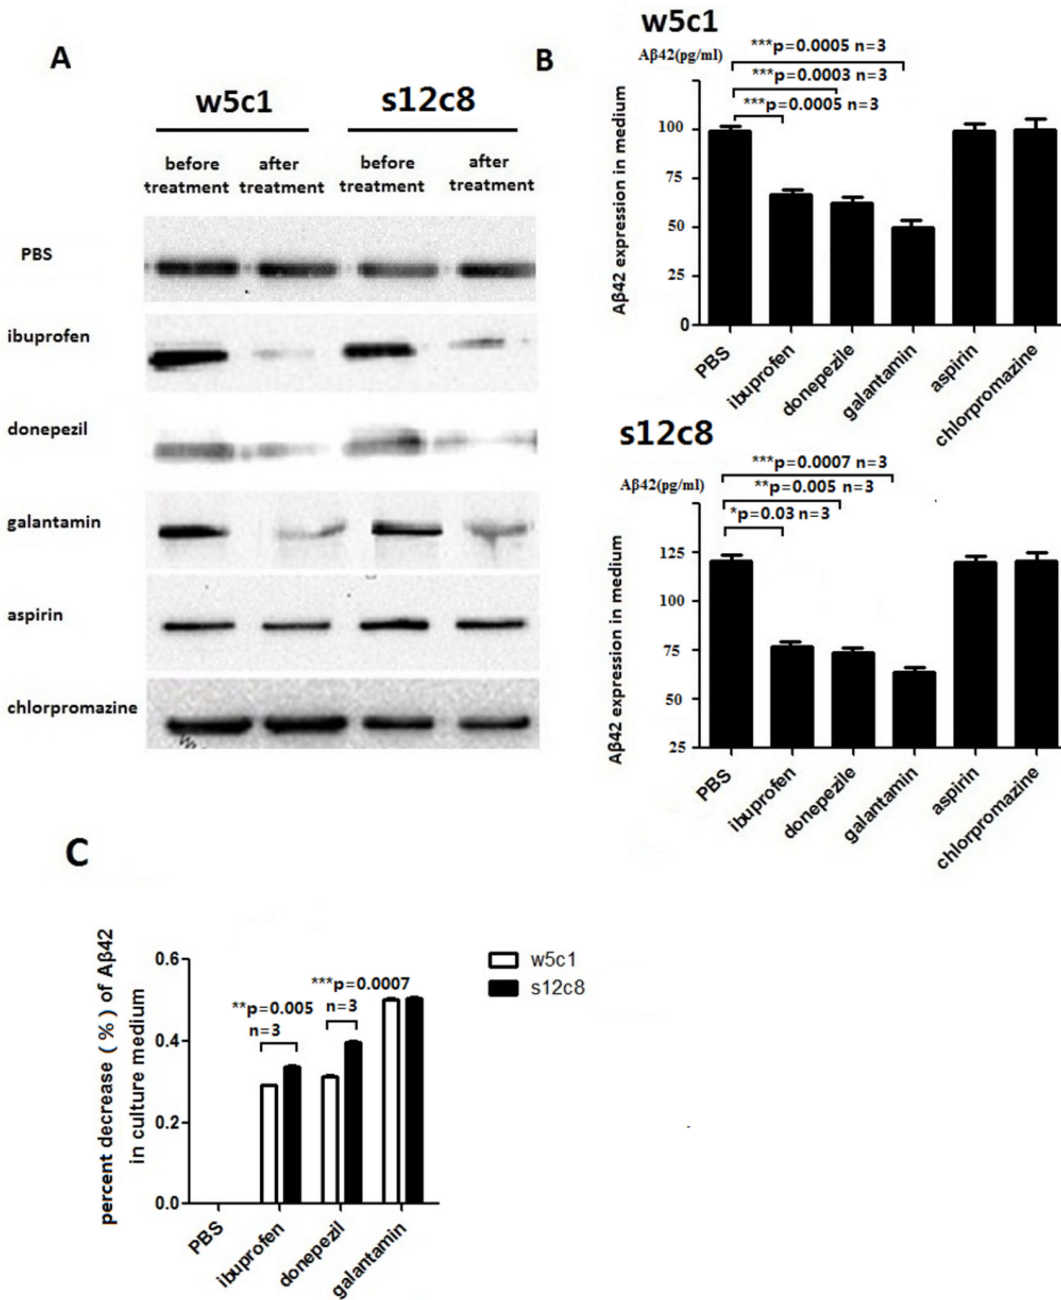 A
w5c1
s12c8
before treatment
after treatment
before treatment
after treatment
PBS
ibuprofen
donepezil
galantamin
aspirin
chlorpromazine
B
w5c1
Aβ42(pg/ml)
***p=0.0005 n=3
***p=0.0003 n=3
***p=0.0005 n=3
Aβ42 expression in medium
100
75
50
25
0
PBS
ibuprofen
donepezile
galantamin
aspirin
chlorpromazine
s12c8
Aβ42(pg/ml)
***p=0.0007 n=3
**p=0.005 n=3
*p=0.03 n=3
Aβ42 expression in medium
125
100
75
50
25
PBS
ibuprofen
donepezile
galantamin
aspirin
chlorpromazine
C
percent decrease ( % ) of Aβ42
in culture medium
0.6
0.4
0.2
0.0
**p=0.005
n=3
***p=0.0007
n=3
w5c1
s12c8
PBS
ibuprofen
donepezil
galantamin